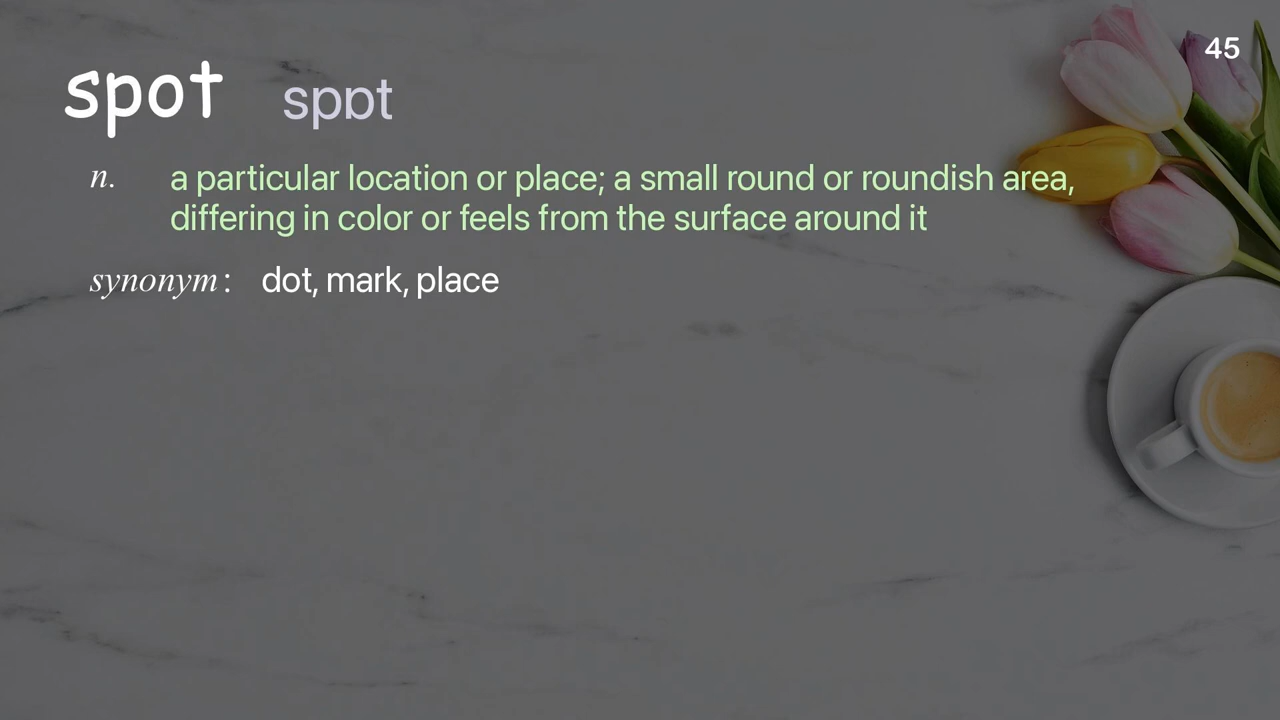 45
spot spɒt
n. a particular location or place; a small round or roundish area,
differing in color or feels from the surface around it
synonym: dot, mark, place